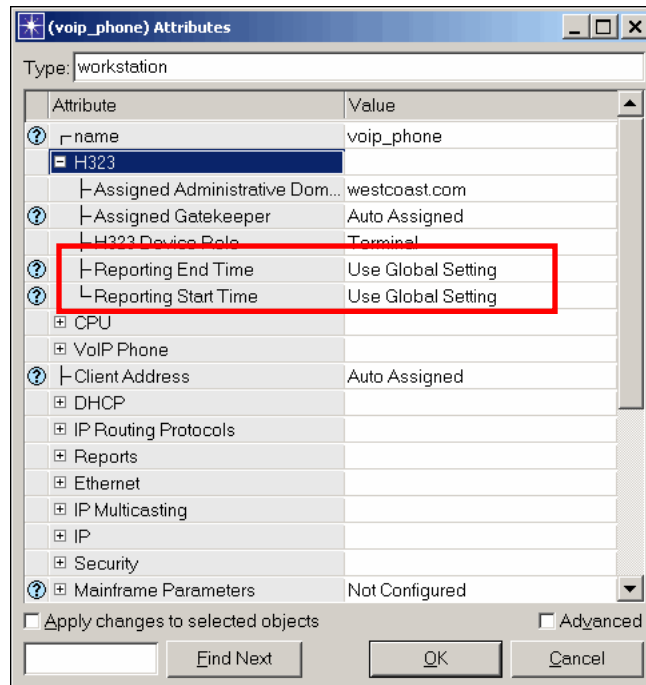 (voip_phone) Attributes
Type: workstation
Attribute Value
name voip_phone
H323
Assigned Administrative Dom... westcoast.com
Assigned Gatekeeper Auto Assigned
H323 Device Role Terminal
Reporting End Time Use Global Setting
Reporting Start Time Use Global Setting
CPU
VoIP Phone
Client Address Auto Assigned
DHCP
IP Routing Protocols
Reports
Ethernet
IP Multicasting
IP
Security
Mainframe Parameters Not Configured
Apply changes to selected objects Advanced
Find Next OK Cancel